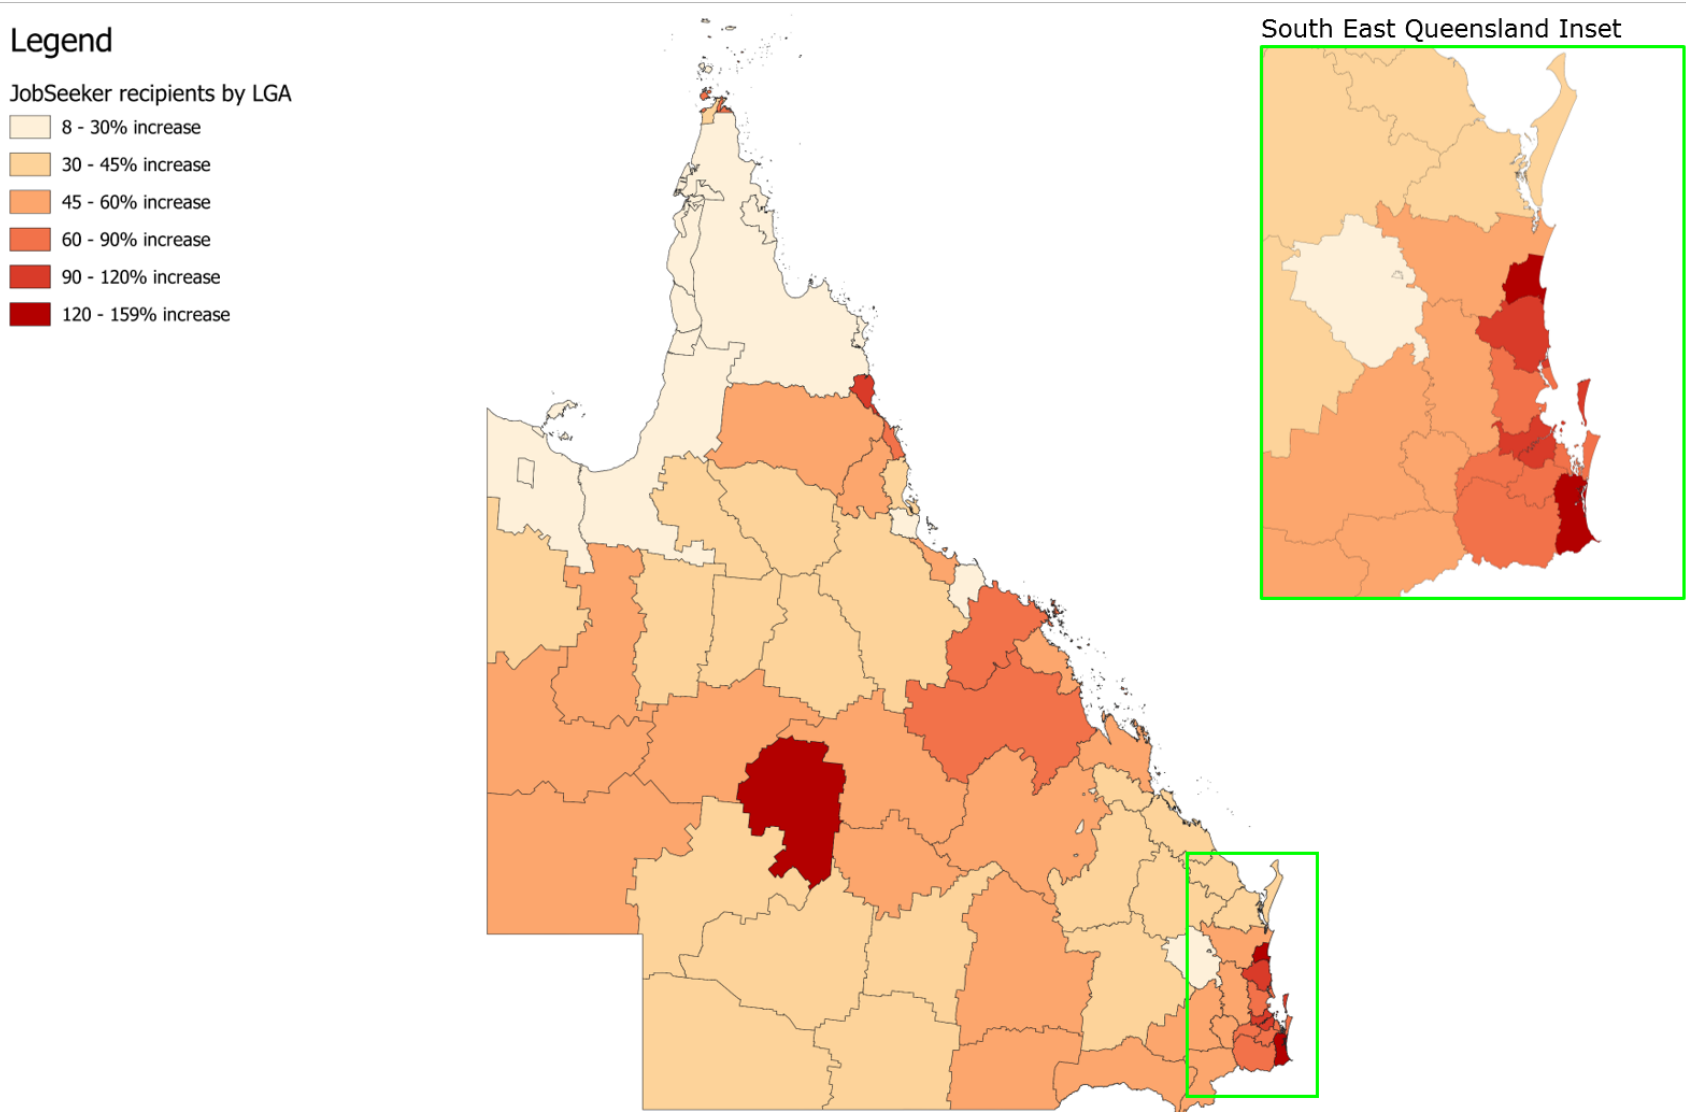 Legend
JobSeeker recipients by LGA
8 - 30% increase
30 - 45% increase
45 - 60% increase
60 - 90% increase
90 - 120% increase
120 - 159% increase
South East Queensland Inset